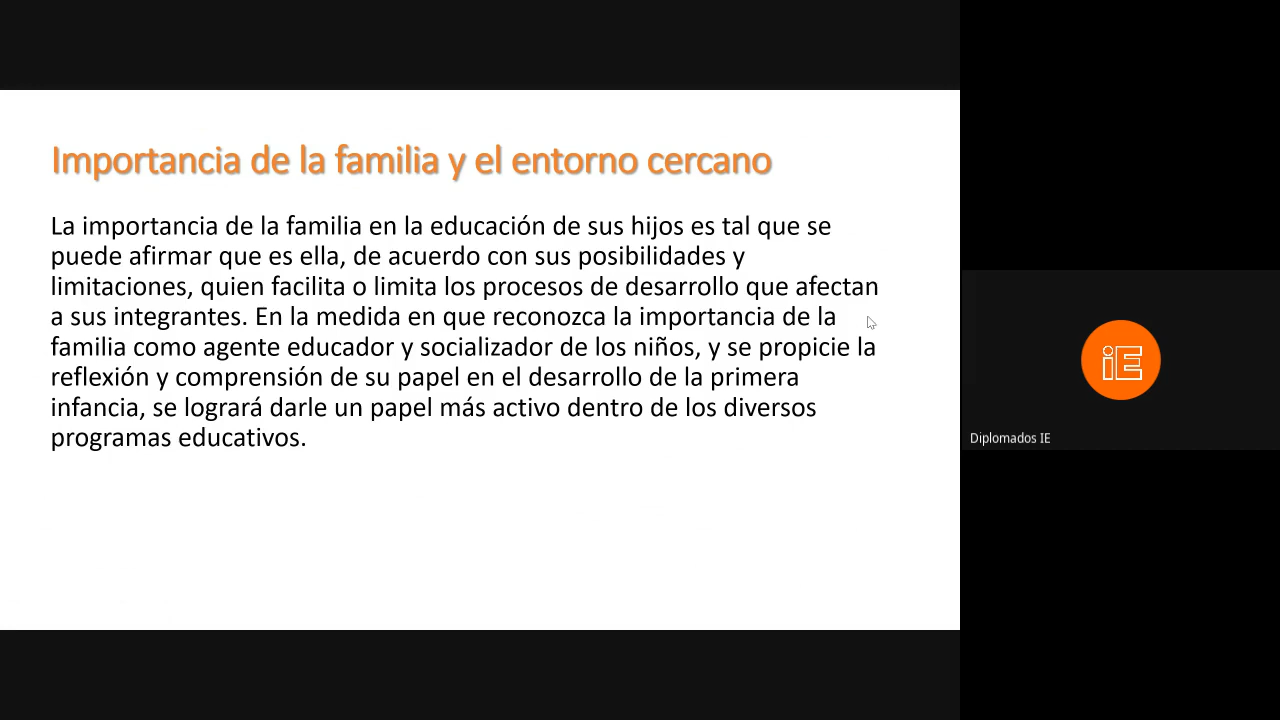 Importancia de la familia y el entorno cercano
La importancia de la familia en la educación de sus hijos es tal que se
puede afirmar que es ella, de acuerdo con sus posibilidades y
limitaciones, quien facilita o limita los procesos de desarrollo que afectan
a sus integrantes. En la medida en que reconozca la importancia de la
familia como agente educador y socializador de los niños, y se propicie la
reflexión y comprensión de su papel en el desarrollo de la primera
infancia, se logrará darle un papel más activo dentro de los diversos
programas educativos.
iE
Diplomados IE